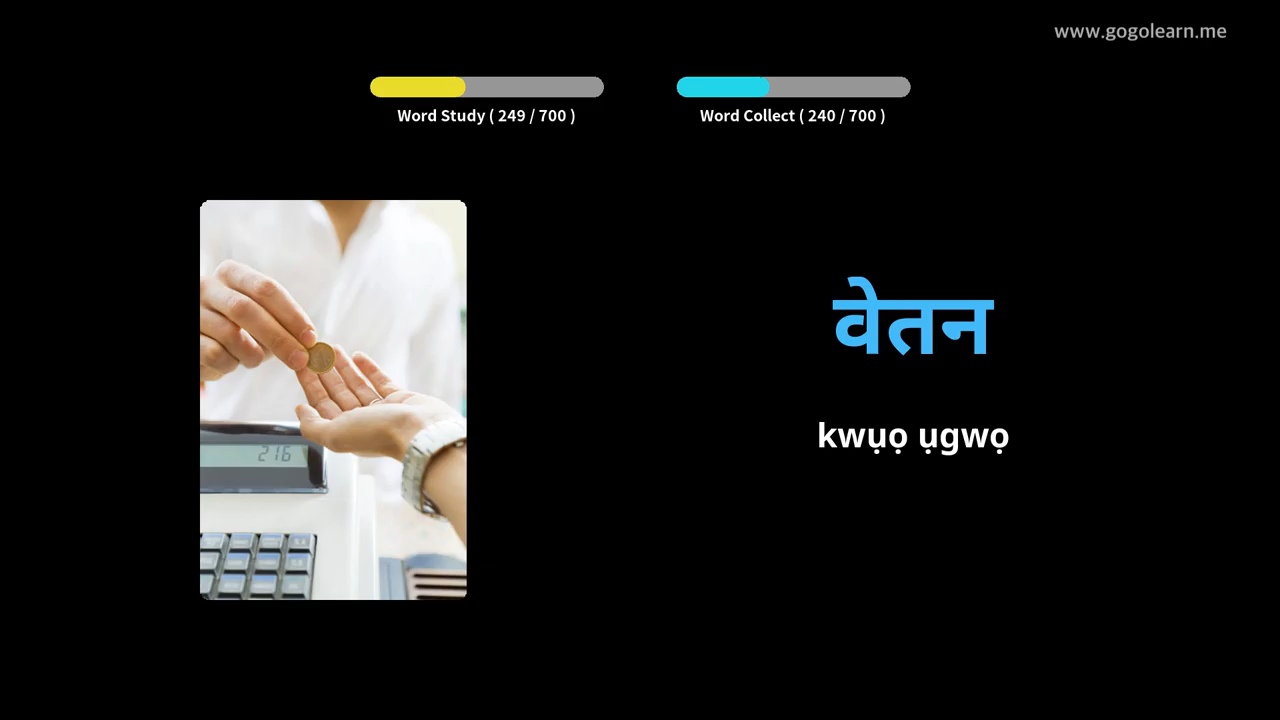 www.gogolearn.me
Word Study ( 249 / 700 )
Word Collect ( 240 / 700 )
216
वेतन
kwụọ ụgwọ